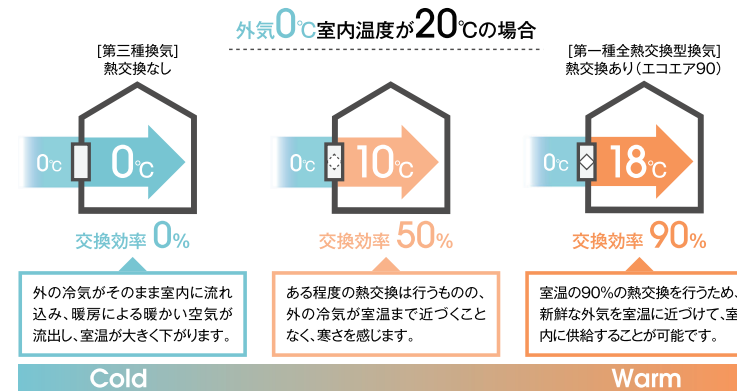 外気0℃室内温度が20℃の場合
[第三種換気]
熱交換なし
[第一種全熱交換型換気]
熱交換あり（エコエア90）
0℃
0℃
0℃
10℃
0℃
18℃
交換効率 0%
交換効率 50%
交換効率 90%
外の冷気がそのまま室内に流れ
込み、暖房による暖かい空気が
流出し、室温が大きく下がります。
ある程度の熱交換は行うものの、
外の冷気が室温まで近づくこと
なく、寒さを感じます。
室温の90%の熱交換を行うため、
新鮮な外気を室温に近づけて、室
内に供給することが可能です。
Cold
Warm